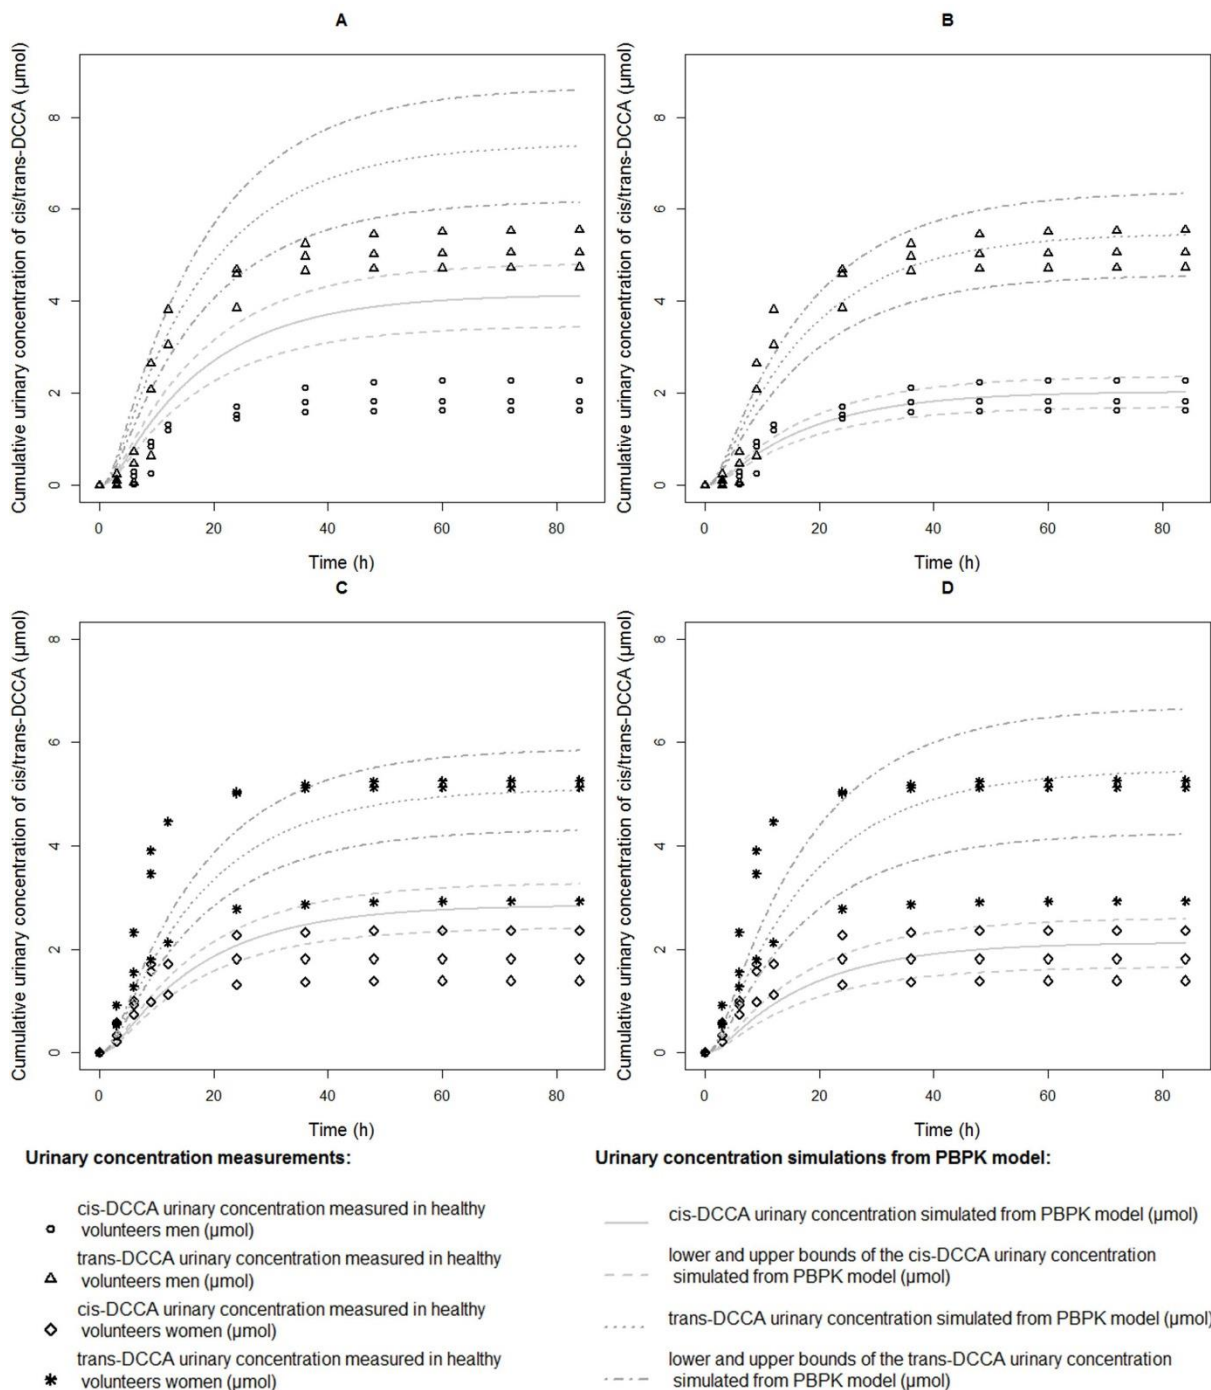 A
B
Cumulative urinary concentration of cis/trans-DCCA (µmol)
8
6
4
2
0
0 20 40 60 80
Time (h)
Cumulative urinary concentration of cis/trans-DCCA (µmol)
8
6
4
2
0
0 20 40 60 80
Time (h)
C
D
Cumulative urinary concentration of cis/trans-DCCA (µmol)
8
6
4
2
0
0 20 40 60 80
Time (h)
Cumulative urinary concentration of cis/trans-DCCA (µmol)
8
6
4
2
0
0 20 40 60 80
Time (h)
Urinary concentration measurements:
cis-DCCA urinary concentration measured in healthy
volunteers men (µmol)
trans-DCCA urinary concentration measured in healthy
volunteers men (µmol)
cis-DCCA urinary concentration measured in healthy
volunteers women (µmol)
trans-DCCA urinary concentration measured in healthy
volunteers women (µmol)
Urinary concentration simulations from PBPK model:
cis-DCCA urinary concentration simulated from PBPK model (µmol)
lower and upper bounds of the cis-DCCA urinary concentration
simulated from PBPK model (µmol)
trans-DCCA urinary concentration simulated from PBPK model (µmol)
lower and upper bounds of the trans-DCCA urinary concentration
simulated from PBPK model (µmol)